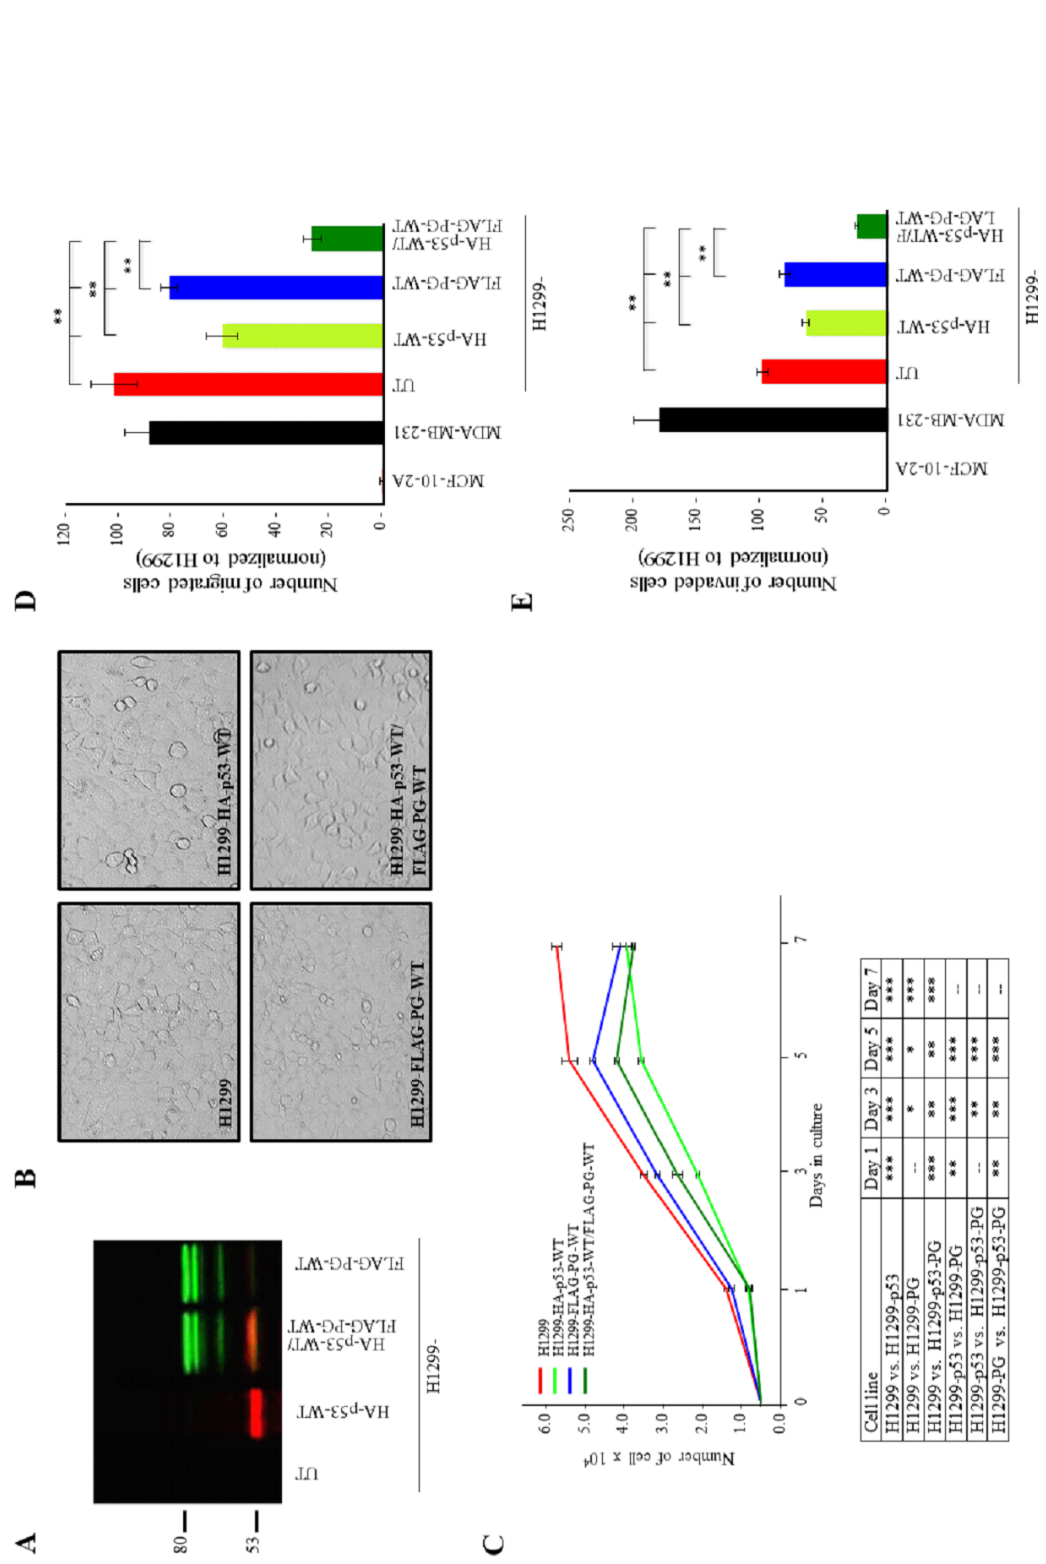 A
80
53
UT
HA-p53-WT
HA-p53-WT/
FLAG-PG-WT
FLAG-PG-WT
H1299-
B
H1299
H1299-HA-p53-WT
H1299-FLAG-PG-WT
H1299-HA-p53-WT/
FLAG-PG-WT
C
Number of cell x 10⁴
6.0
5.0
4.0
3.0
2.0
1.0
0.0
H1299
H1299-HA-p53-WT
H1299-FLAG-PG-WT
H1299-HA-p53-WT/FLAG-PG-WT
0 1 3 5 7
Days in culture
Cell line Day 1 Day 3 Day 5 Day 7
H1299 vs. H1299-p53 *** *** *** ***
H1299 vs. H1299-PG -- * * ***
H1299 vs. H1299-p53-PG *** ** ** ***
H1299-p53 vs. H1299-PG ** *** *** --
H1299-p53 vs. H1299-p53-PG -- ** *** --
H1299-PG vs. H1299-p53-PG ** ** *** --
D
Number of migrated cells
(normalized to H1299)
120
100
80
60
40
20
0
**
**
**
MCF-10-2A
MDA-MB-231
UT
HA-p53-WT
FLAG-PG-WT
HA-p53-WT/
FLAG-PG-WT
H1299-
E
Number of invaded cells
(normalized to H1299)
250
200
150
100
50
0
**
**
**
MCF-10-2A
MDA-MB-231
UT
HA-p53-WT
FLAG-PG-WT
HA-p53-WT/F
LAG-PG-WT
H1299-